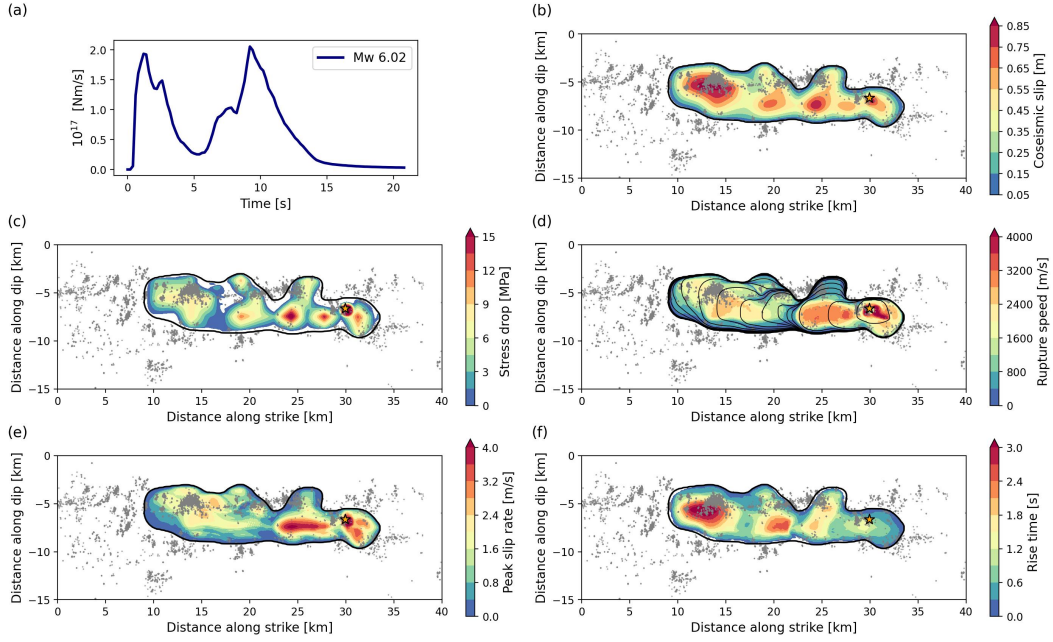 (a)
2.0
1.5
1.0
0.5
0.0
10^17 [Nm/s]
Mw 6.02
0 5 10 15 20
Time [s]
(b)
0
−5
−10
−15
Distance along dip [km]
0 5 10 15 20 25 30 35 40
Distance along strike [km]
0.85
0.75
0.65
0.55
0.45
0.35
0.25
0.15
0.05
Coseismic slip [m]
(c)
0
−5
−10
−15
Distance along dip [km]
0 5 10 15 20 25 30 35 40
Distance along strike [km]
15
12
9
6
3
0
Stress drop [MPa]
(d)
0
−5
−10
−15
Distance along dip [km]
0 5 10 15 20 25 30 35 40
Distance along strike [km]
4000
3200
2400
1600
800
0
Rupture speed [m/s]
(e)
0
−5
−10
−15
Distance along dip [km]
0 5 10 15 20 25 30 35 40
Distance along strike [km]
4.0
3.2
2.4
1.6
0.8
0.0
Peak slip rate [m/s]
(f)
0
−5
−10
−15
Distance along dip [km]
0 5 10 15 20 25 30 35 40
Distance along strike [km]
3.0
2.4
1.8
1.2
0.6
0.0
Rise time [s]